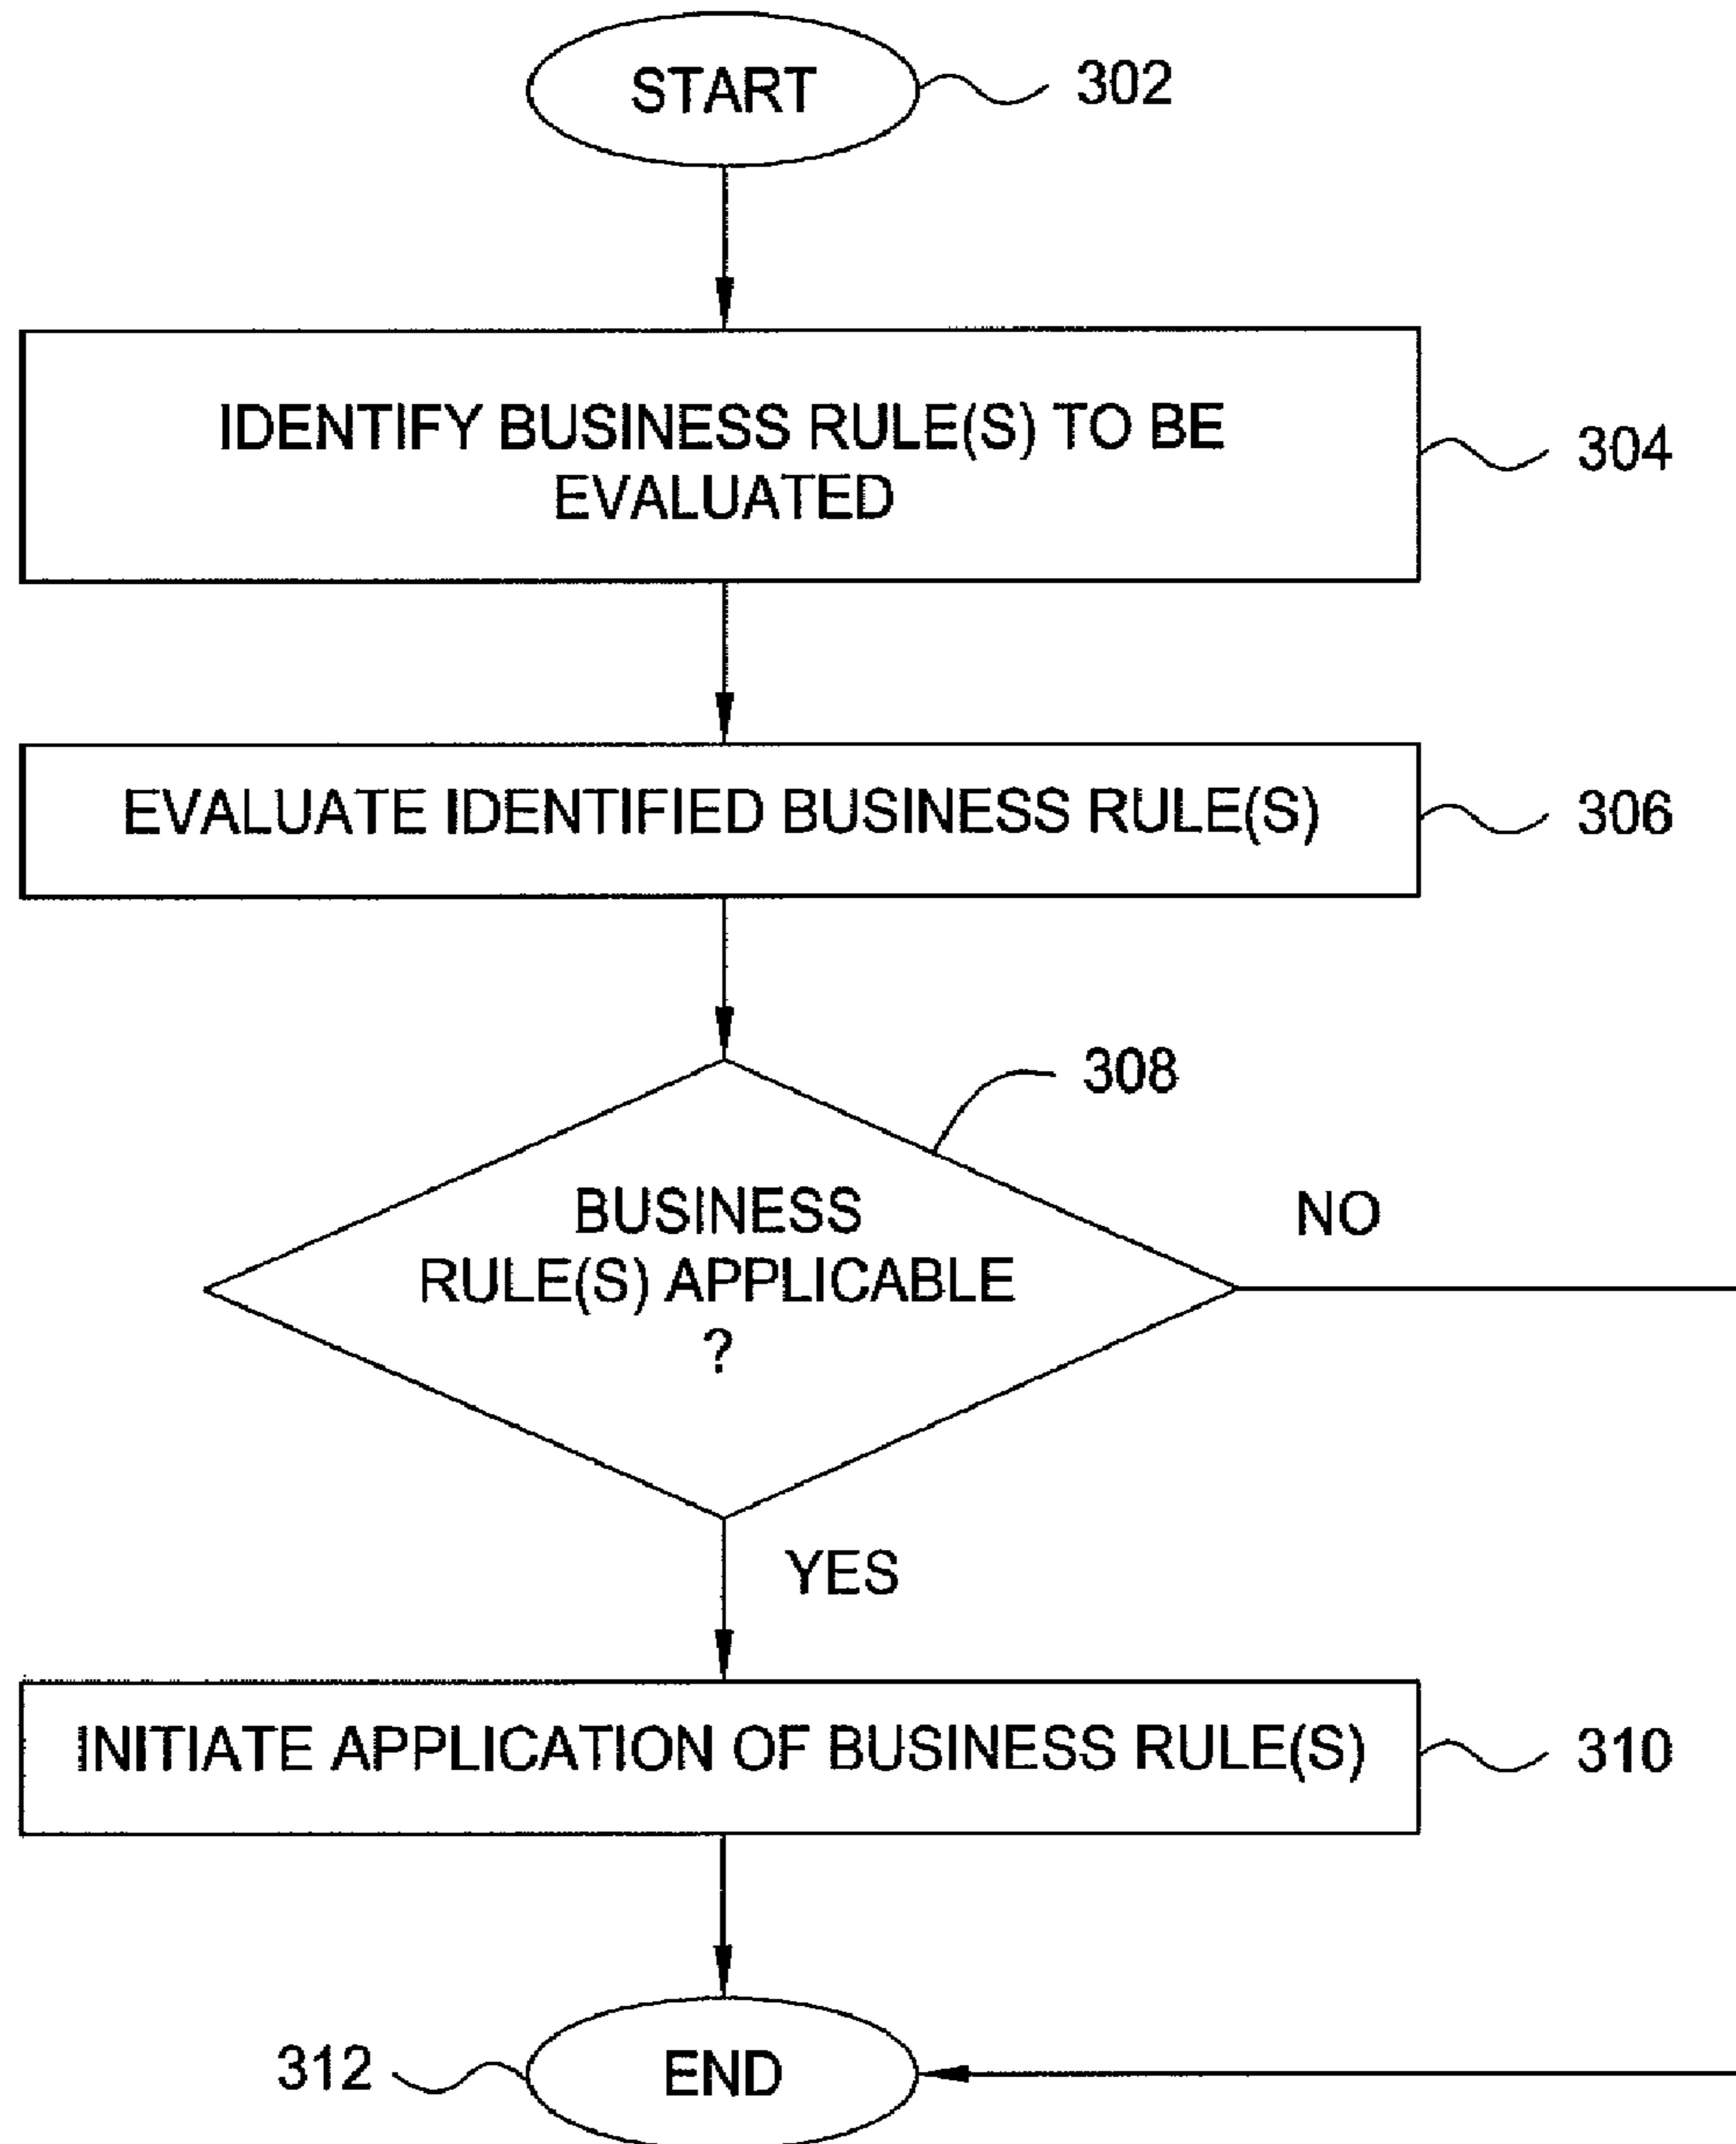 START
302
IDENTIFY BUSINESS RULE(S) TO BE
EVALUATED
304
EVALUATE IDENTIFIED BUSINESS RULE(S)
306
308
BUSINESS
RULE(S) APPLICABLE
?
NO
YES
INITIATE APPLICATION OF BUSINESS RULE(S)
310
312
END